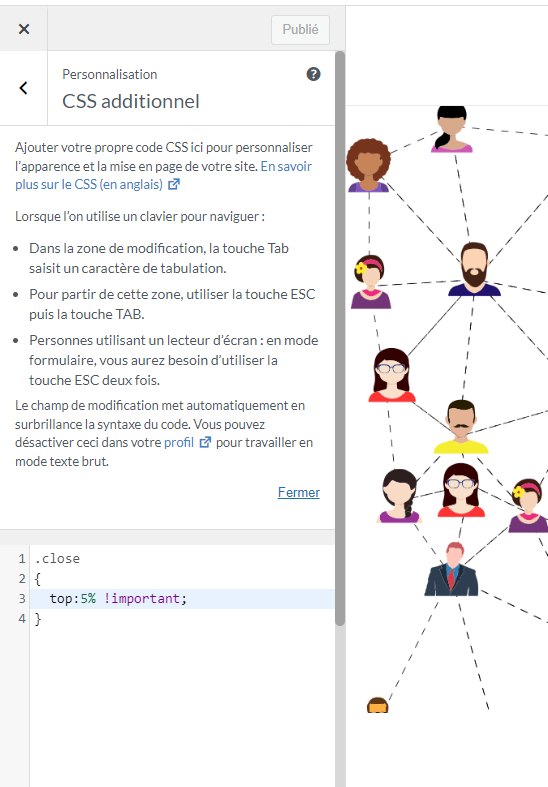 Publié
Personnalisation
CSS additionnel
Ajouter votre propre code CSS ici pour personnaliser
l’apparence et la mise en page de votre site. En savoir
plus sur le CSS (en anglais)
Lorsque l’on utilise un clavier pour naviguer :
• Dans la zone de modification, la touche Tab
saisit un caractère de tabulation.
• Pour partir de cette zone, utiliser la touche ESC
puis la touche TAB.
• Personnes utilisant un lecteur d’écran : en mode
formulaire, vous aurez besoin d’utiliser la
touche ESC deux fois.
Le champ de modification met automatiquement en
surbrillance la syntaxe du code. Vous pouvez
désactiver ceci dans votre profil pour travailler en
mode texte brut.
Fermer
1 .close
2 {
3 top:5% !important;
4 }